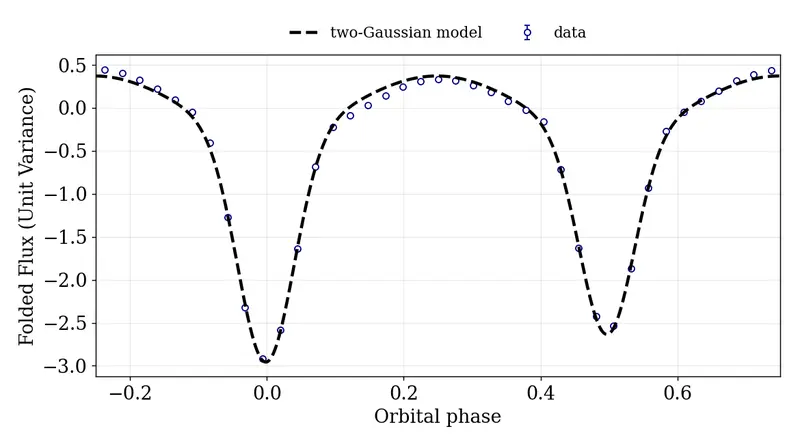 two-Gaussian model data
0.5
0.0
−0.5
−1.0
−1.5
−2.0
−2.5
−3.0
Folded Flux (Unit Variance)
−0.2 0.0 0.2 0.4 0.6
Orbital phase